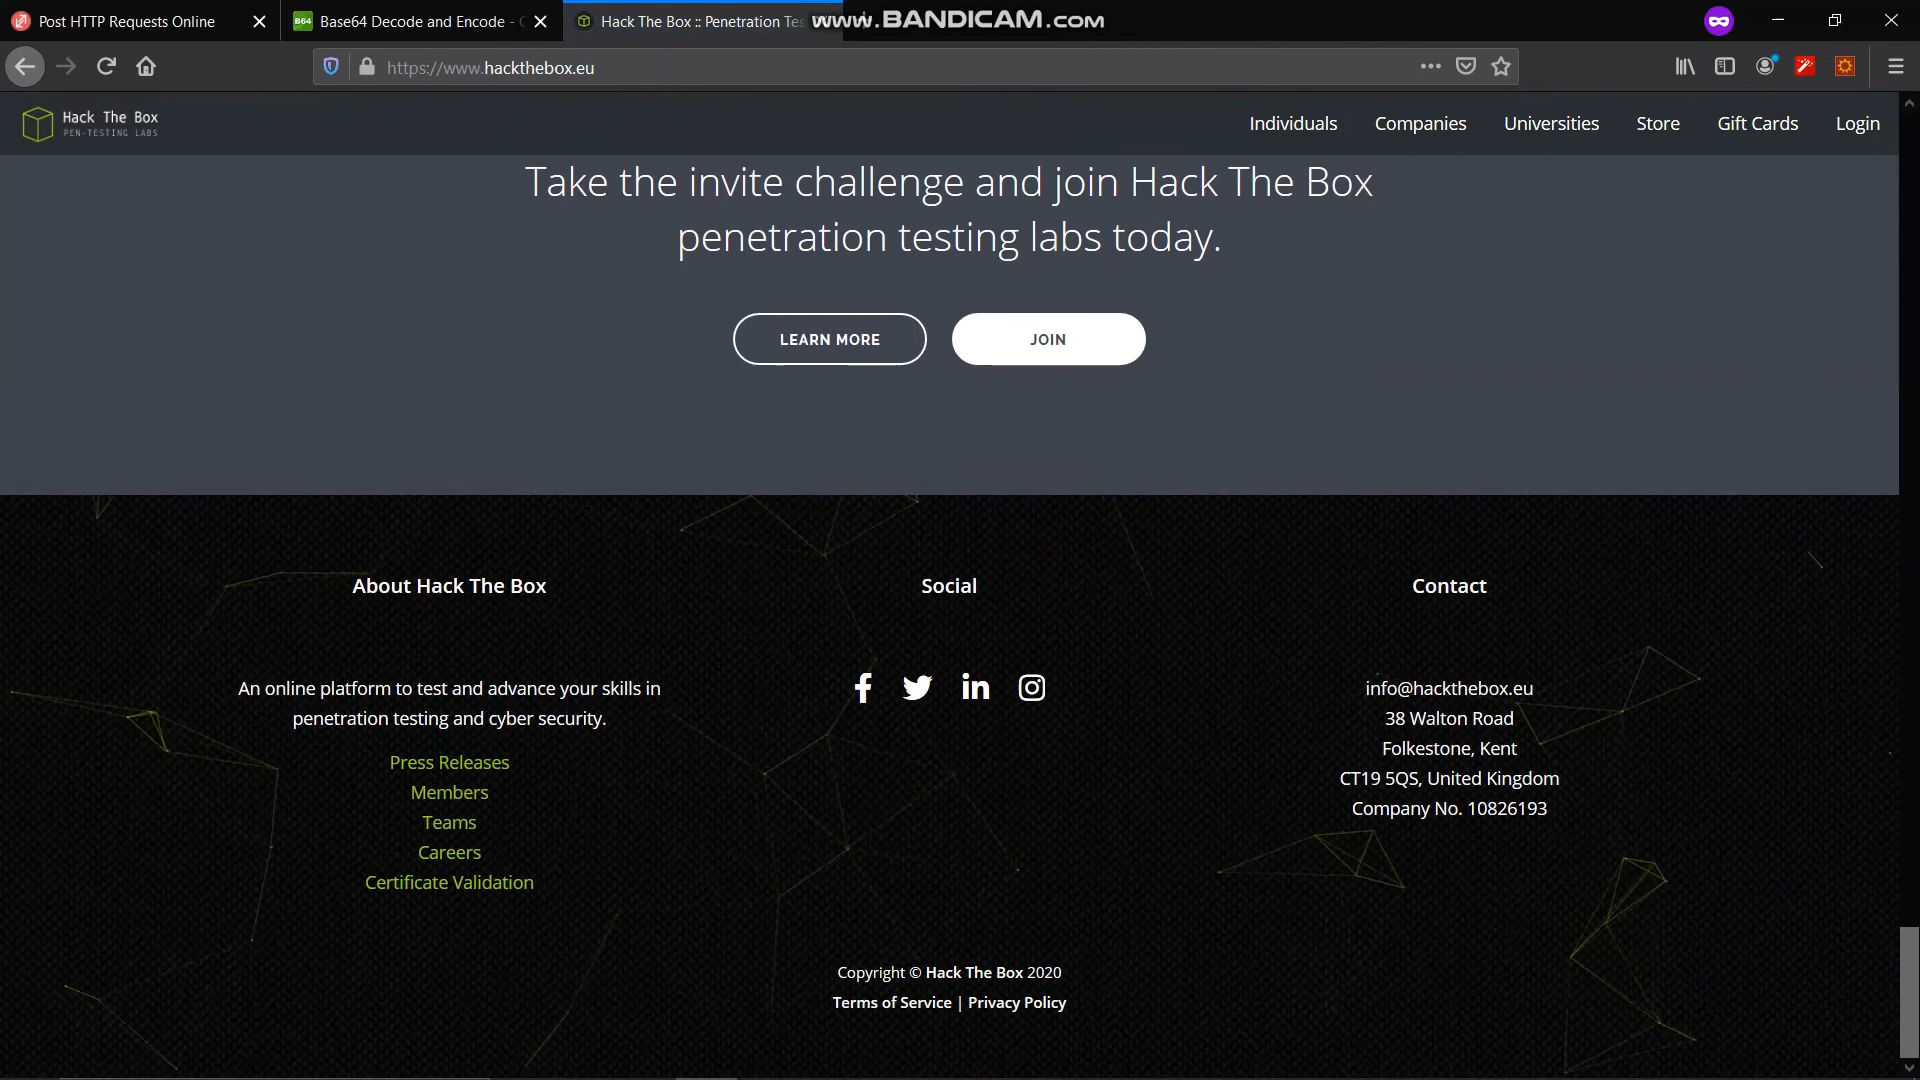 Post HTTP Requests Online
Base64 Decode and Encode -
Hack The Box :: Penetration Tes
www.BANDICAM.com
https://www.hackthebox.eu
Hack The Box
PEN-TESTING LABS
Individuals
Companies
Universities
Store
Gift Cards
Login
Take the invite challenge and join Hack The Box
penetration testing labs today.
LEARN MORE
JOIN
About Hack The Box
An online platform to test and advance your skills in
penetration testing and cyber security.
Press Releases
Members
Teams
Careers
Certificate Validation
Social
Contact
info@hackthebox.eu
38 Walton Road
Folkestone, Kent
CT19 5QS, United Kingdom
Company No. 10826193
Copyright © Hack The Box 2020
Terms of Service | Privacy Policy